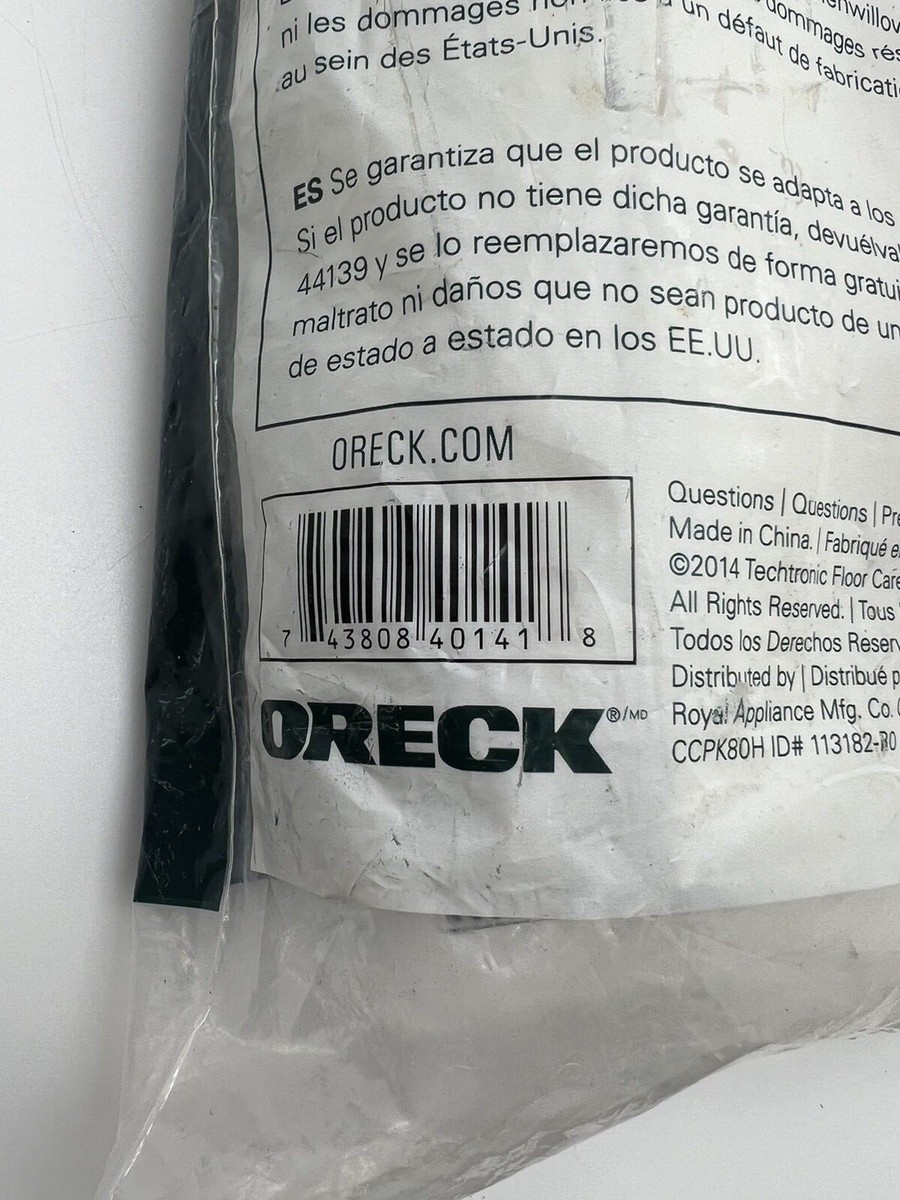 ni les dommages
un défaut de fabricati
dommages rés
au sein des États-Unis.
ES Se garantiza que el producto se adapta a los
Si el producto no tiene dicha garantía, devuélva
44139 y se lo reemplazaremos de forma gratui
maltrato ni daños que no sean producto de un
de estado a estado en los EE.UU.
ORECK.COM
7 43808 40141 8
ORECK®/MD
Questions | Questions | Pre
Made in China. | Fabriqué e
©2014 Techtronic Floor Care
All Rights Reserved. | Tous
Todos los Derechos Reserv
Distributed by | Distribué p
Royal Appliance Mfg. Co.
CCPK80H ID# 113182-R0